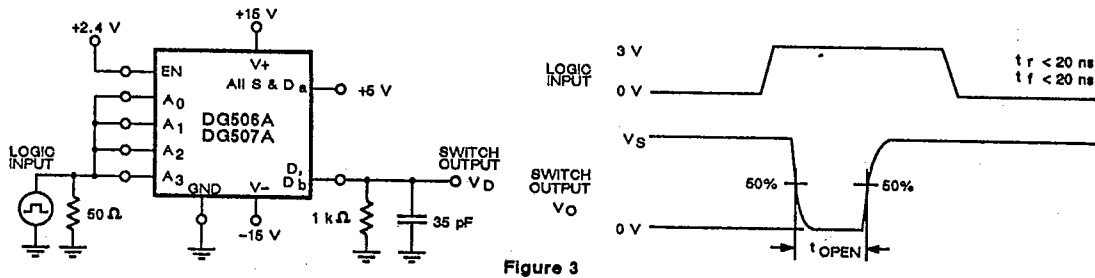 +2.4 V
+15 V
EN
V+
All S & Da
+5 V
A0
A1
A2
A3
DG506A
DG507A
LOGIC
INPUT
50 Ω
GND
V-
-15 V
D,
Db
SWITCH
OUTPUT
VD
1 kΩ
35 pF
LOGIC
INPUT
3 V
0 V
tr < 20 ns
tf < 20 ns
VS
SWITCH
OUTPUT
VO
50%
50%
0 V
tOPEN
Figure 3